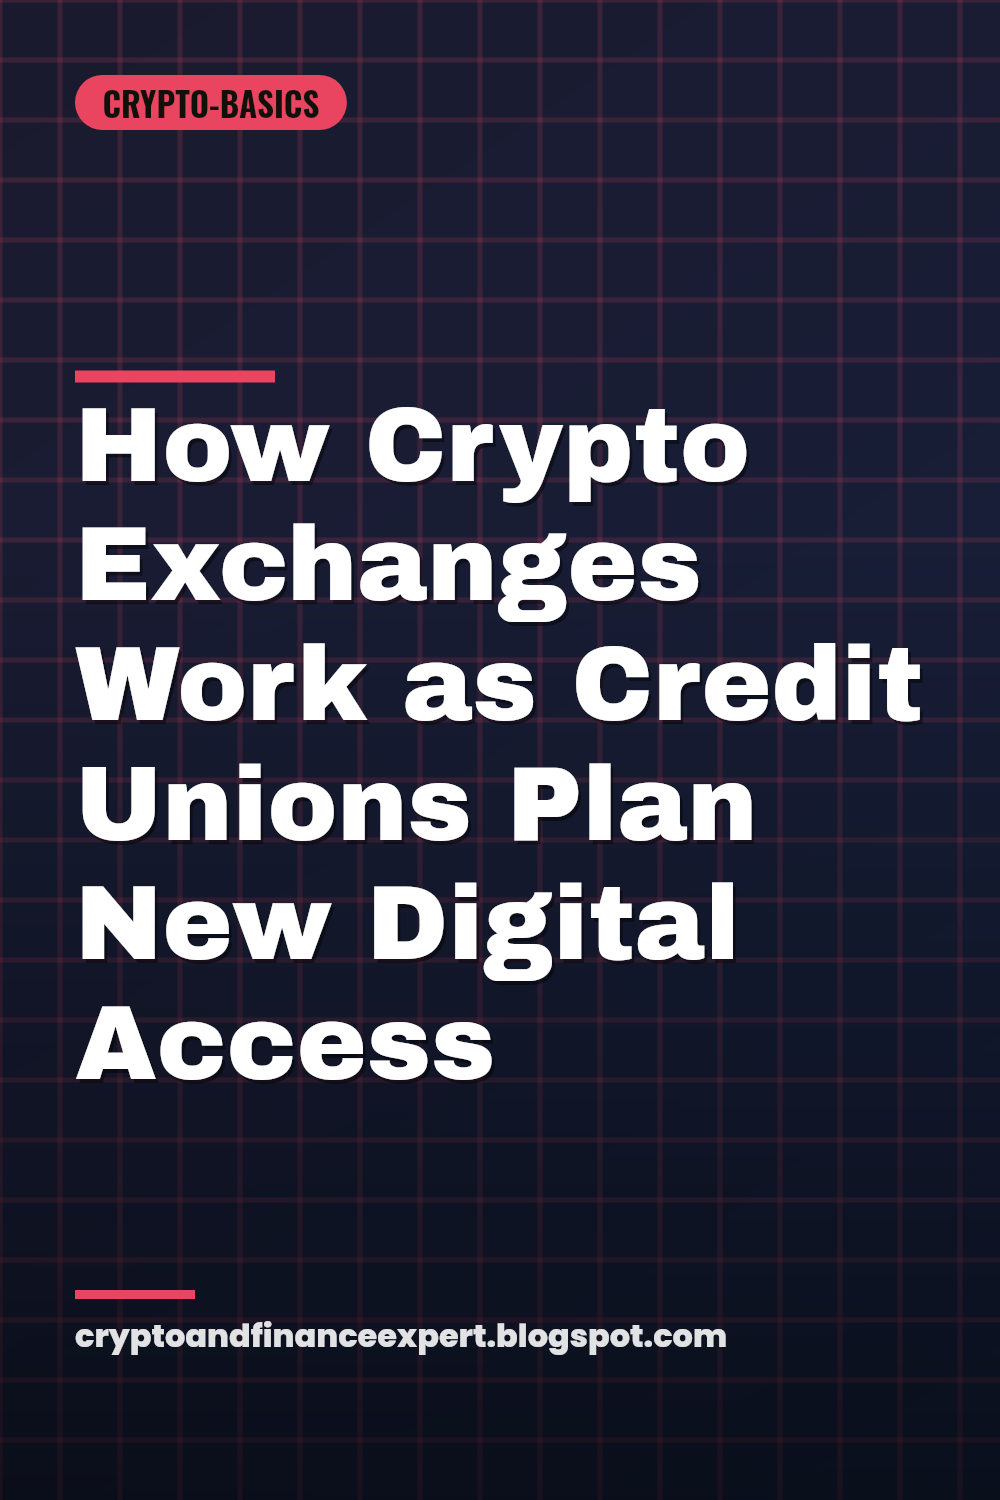 CRYPTO-BASICS
How Crypto
Exchanges
Work as Credit
Unions Plan
New Digital
Access
cryptoandfinanceexpert.blogspot.com